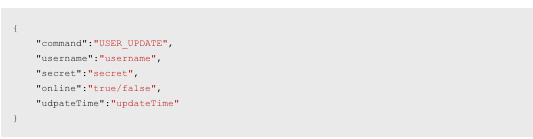 {
"command":"USER_UPDATE",
"username":"username",
"secret":"secret",
"online":"true/false",
"udpateTime":"updateTime"
}